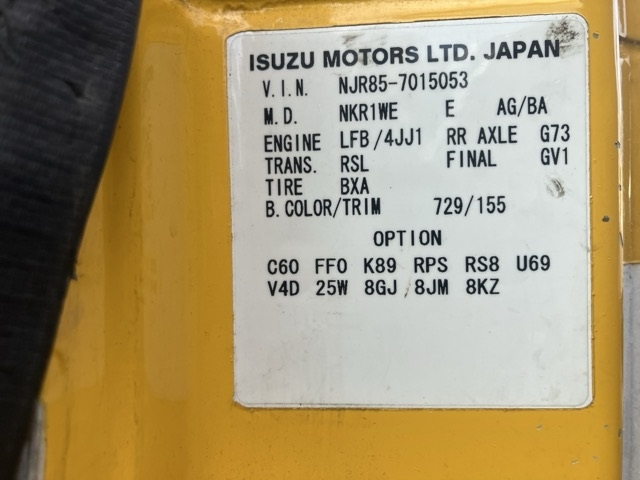 ISUZU MOTORS LTD. JAPAN
V.I.N. NJR85-7015053
M.D. NKR1WE E AG/BA
ENGINE LFB/4JJ1 RR AXLE G73
TRANS. RSL FINAL GV1
TIRE BXA
B.COLOR/TRIM 729/155
OPTION
C60 FF0 K89 RPS RS8 U69
V4D 25W 8GJ 8JM 8KZ